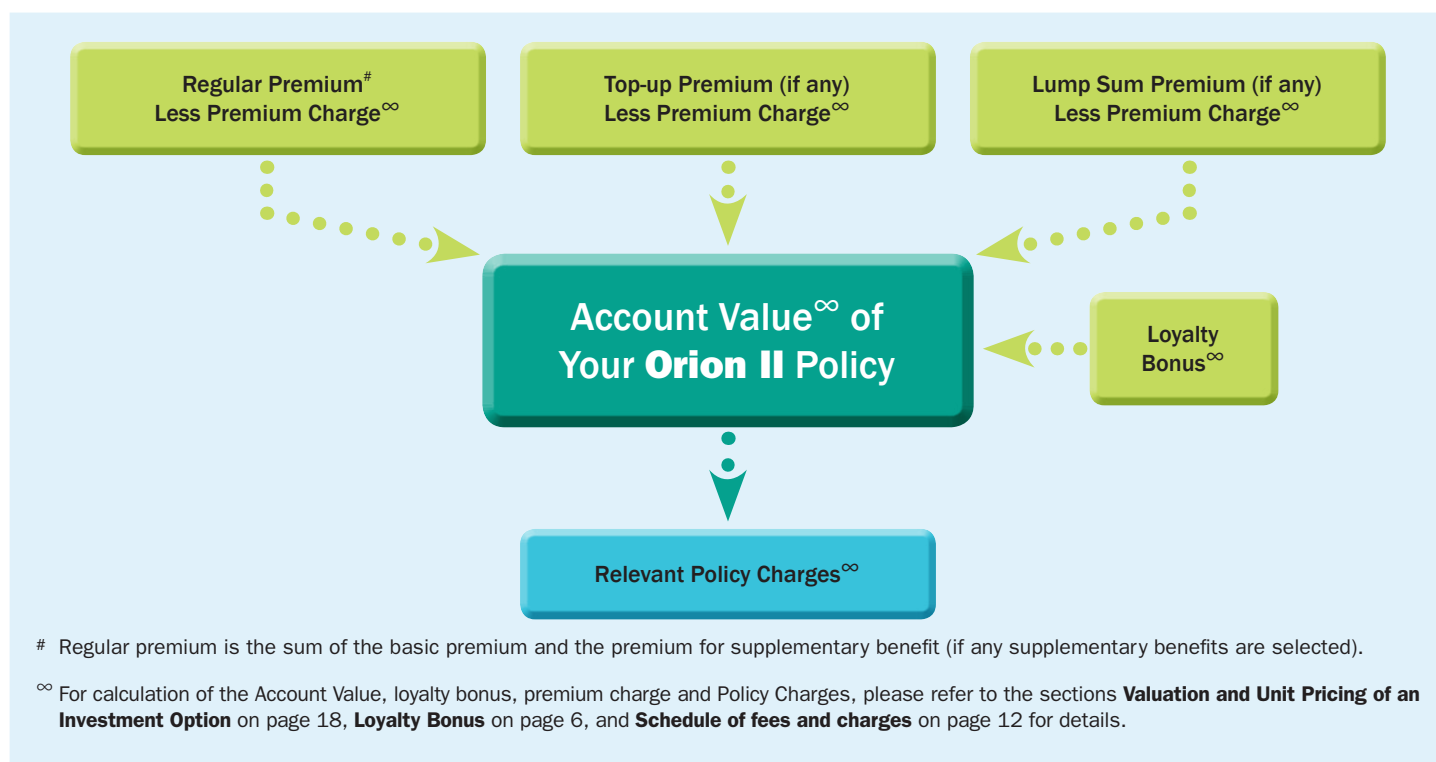 Regular Premium#
Less Premium Charge∞
Top-up Premium (if any)
Less Premium Charge∞
Lump Sum Premium (if any)
Less Premium Charge∞
Account Value∞ of
Your Orion II Policy
Loyalty
Bonus∞
Relevant Policy Charges∞
# Regular premium is the sum of the basic premium and the premium for supplementary benefit (if any supplementary benefits are selected).
∞ For calculation of the Account Value, loyalty bonus, premium charge and Policy Charges, please refer to the sections Valuation and Unit Pricing of an
Investment Option on page 18, Loyalty Bonus on page 6, and Schedule of fees and charges on page 12 for details.